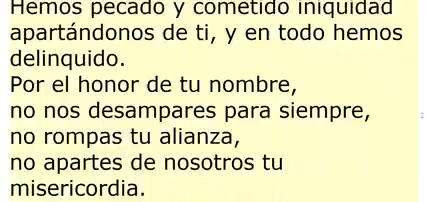 Hemos pecado y cometido iniquidad
apartándonos de ti, y en todo hemos
delinquido.
Por el honor de tu nombre,
no nos desampares para siempre,
no rompas tu alianza,
no apartes de nosotros tu
misericordia.